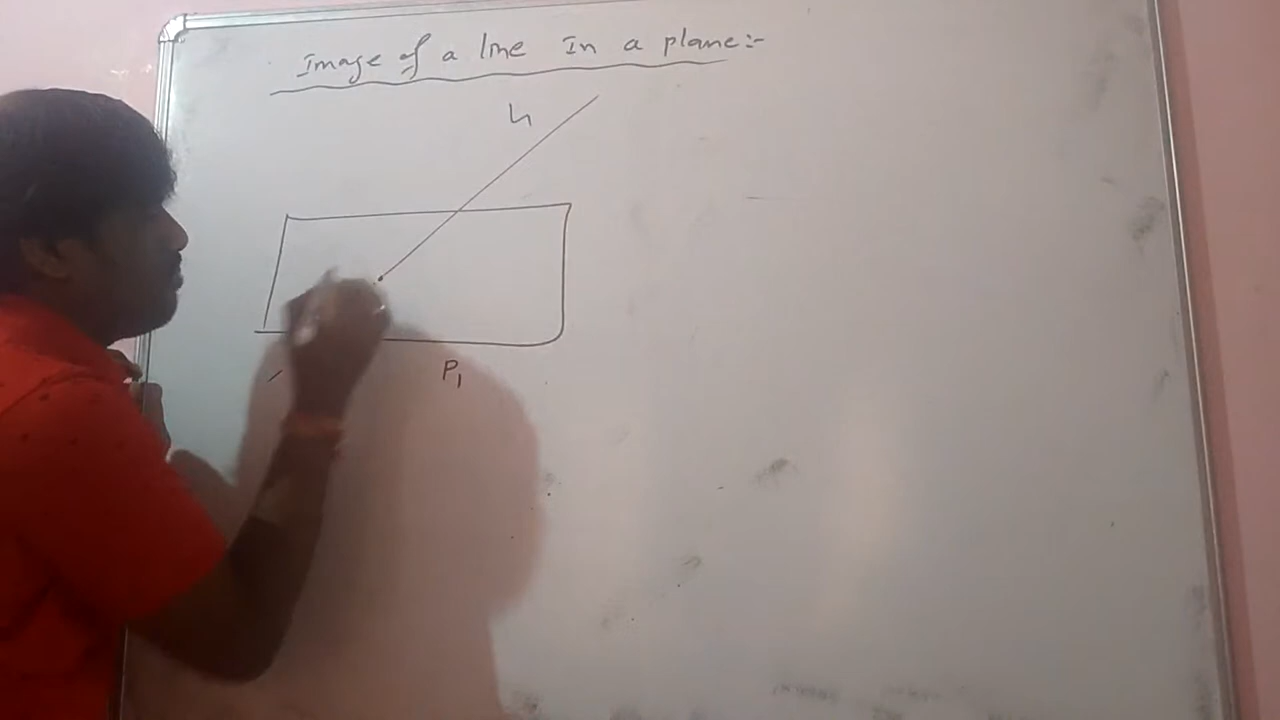 Image of a line In a plane:-
L₁
P₁